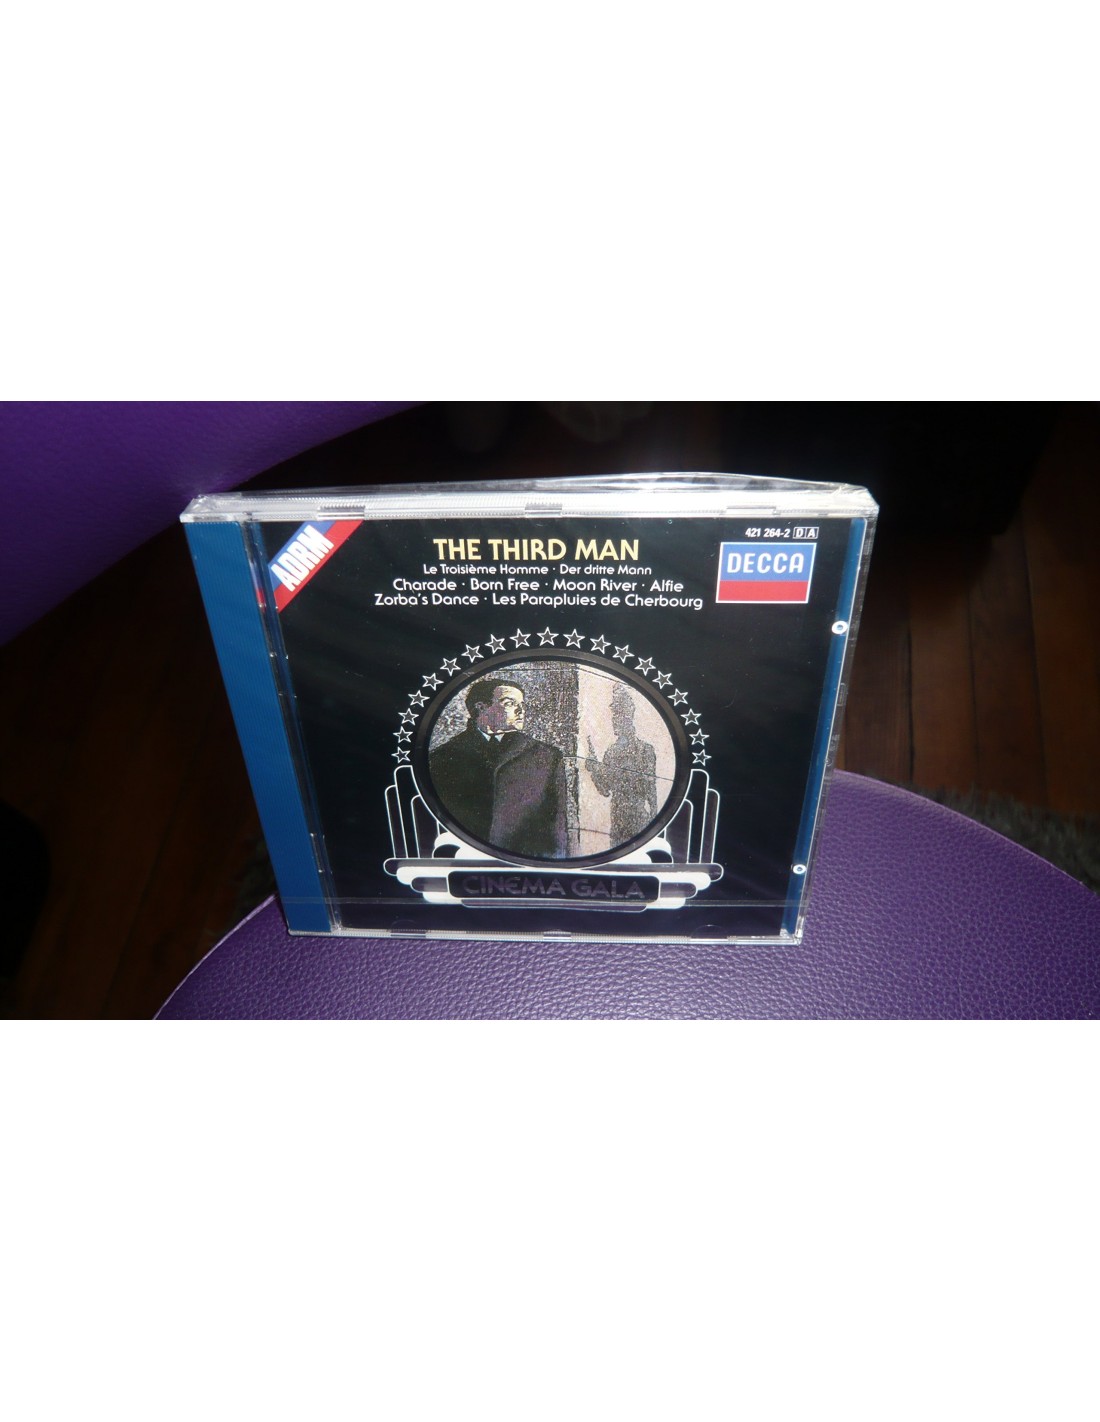 ADRM
421 264-2 DA
DECCA
THE THIRD MAN
Le Troisième Homme · Der dritte Mann
Charade · Born Free · Moon River · Alfie
Zorba's Dance · Les Parapluies de Cherbourg
CINEMA GALA